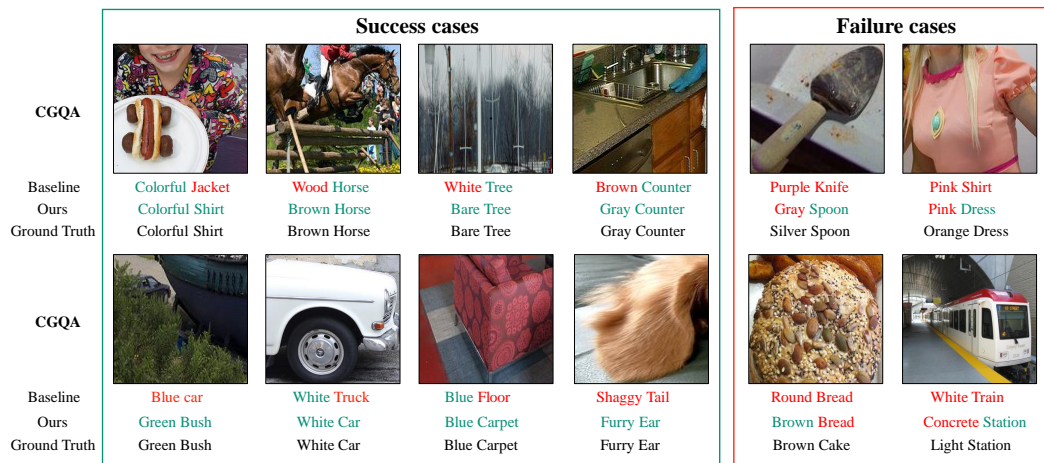 Success cases
Failure cases
CGQA
Baseline Colorful Jacket Wood Horse White Tree Brown Counter Purple Knife Pink Shirt
Ours Colorful Shirt Brown Horse Bare Tree Gray Counter Gray Spoon Pink Dress
Ground Truth Colorful Shirt Brown Horse Bare Tree Gray Counter Silver Spoon Orange Dress
CGQA
Baseline Blue car White Truck Blue Floor Shaggy Tail Round Bread White Train
Ours Green Bush White Car Blue Carpet Furry Ear Brown Bread Concrete Station
Ground Truth Green Bush White Car Blue Carpet Furry Ear Brown Cake Light Station